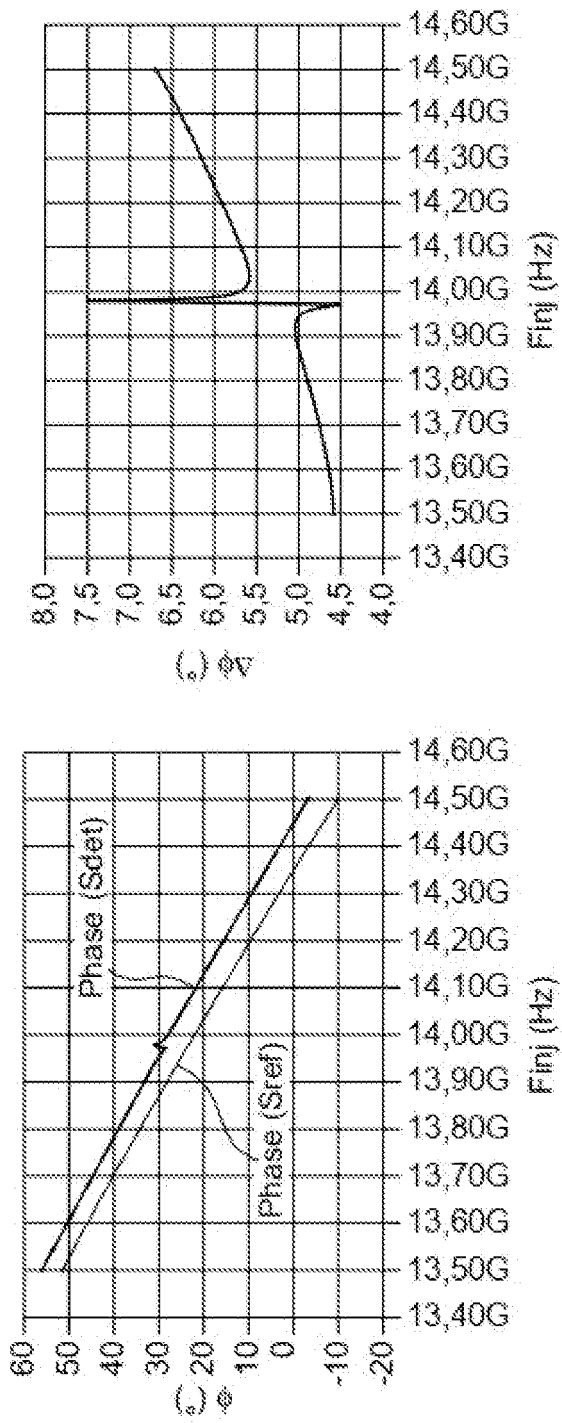 8,0
7,5
7,0
6,5
6,0
5,5
5,0
4,5
4,0
Δϕ (°)
14,60G
14,50G
14,40G
14,30G
14,20G
14,10G
14,00G
13,90G
13,80G
13,70G
13,60G
13,50G
13,40G
Finj (Hz)
60
50
40
30
20
10
0
-10
-20
ϕ (°)
Phase (Sdet)
Phase (Sref)
14,60G
14,50G
14,40G
14,30G
14,20G
14,10G
14,00G
13,90G
13,80G
13,70G
13,60G
13,50G
13,40G
Finj (Hz)